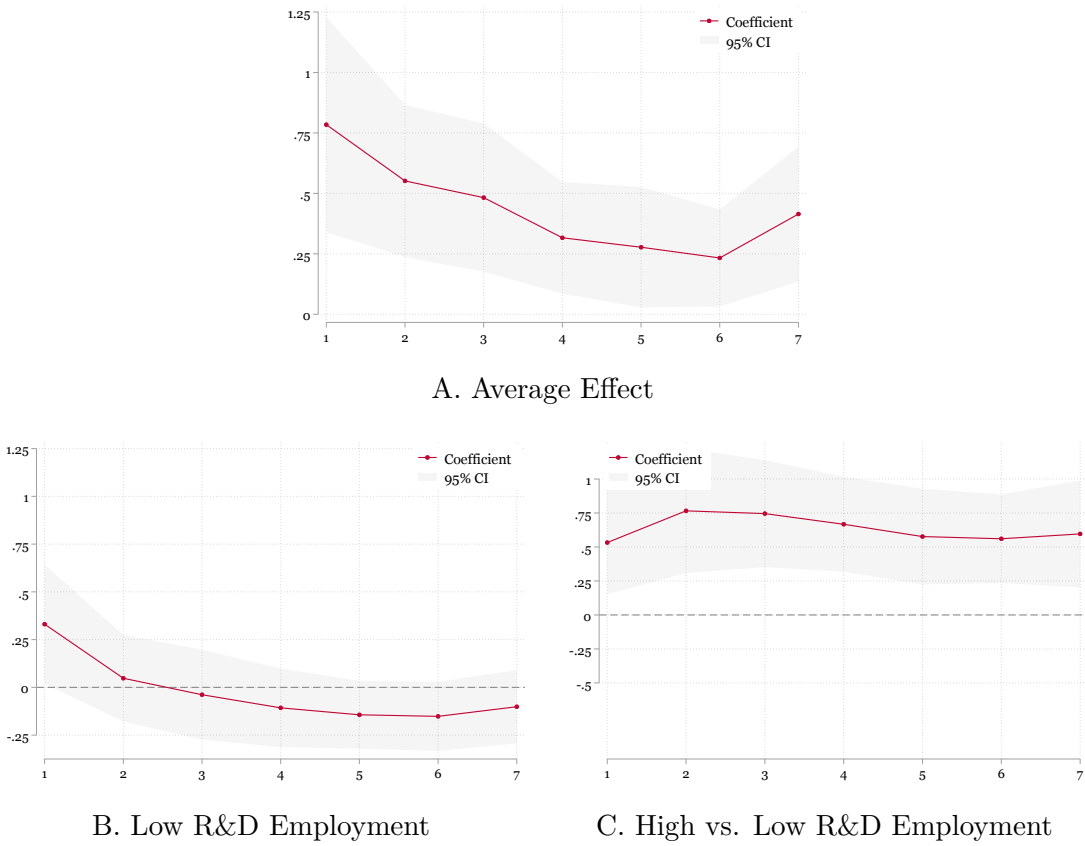 1.25
Coefficient
95% CI
1
.75
.5
.25
0
1 2 3 4 5 6 7
A. Average Effect
1.25
Coefficient
95% CI
1
.75
.5
.25
0
-.25
1 2 3 4 5 6 7
B. Low R&D Employment
Coefficient
95% CI
1
.75
.5
.25
0
-.25
-.5
1 2 3 4 5 6 7
C. High vs. Low R&D Employment